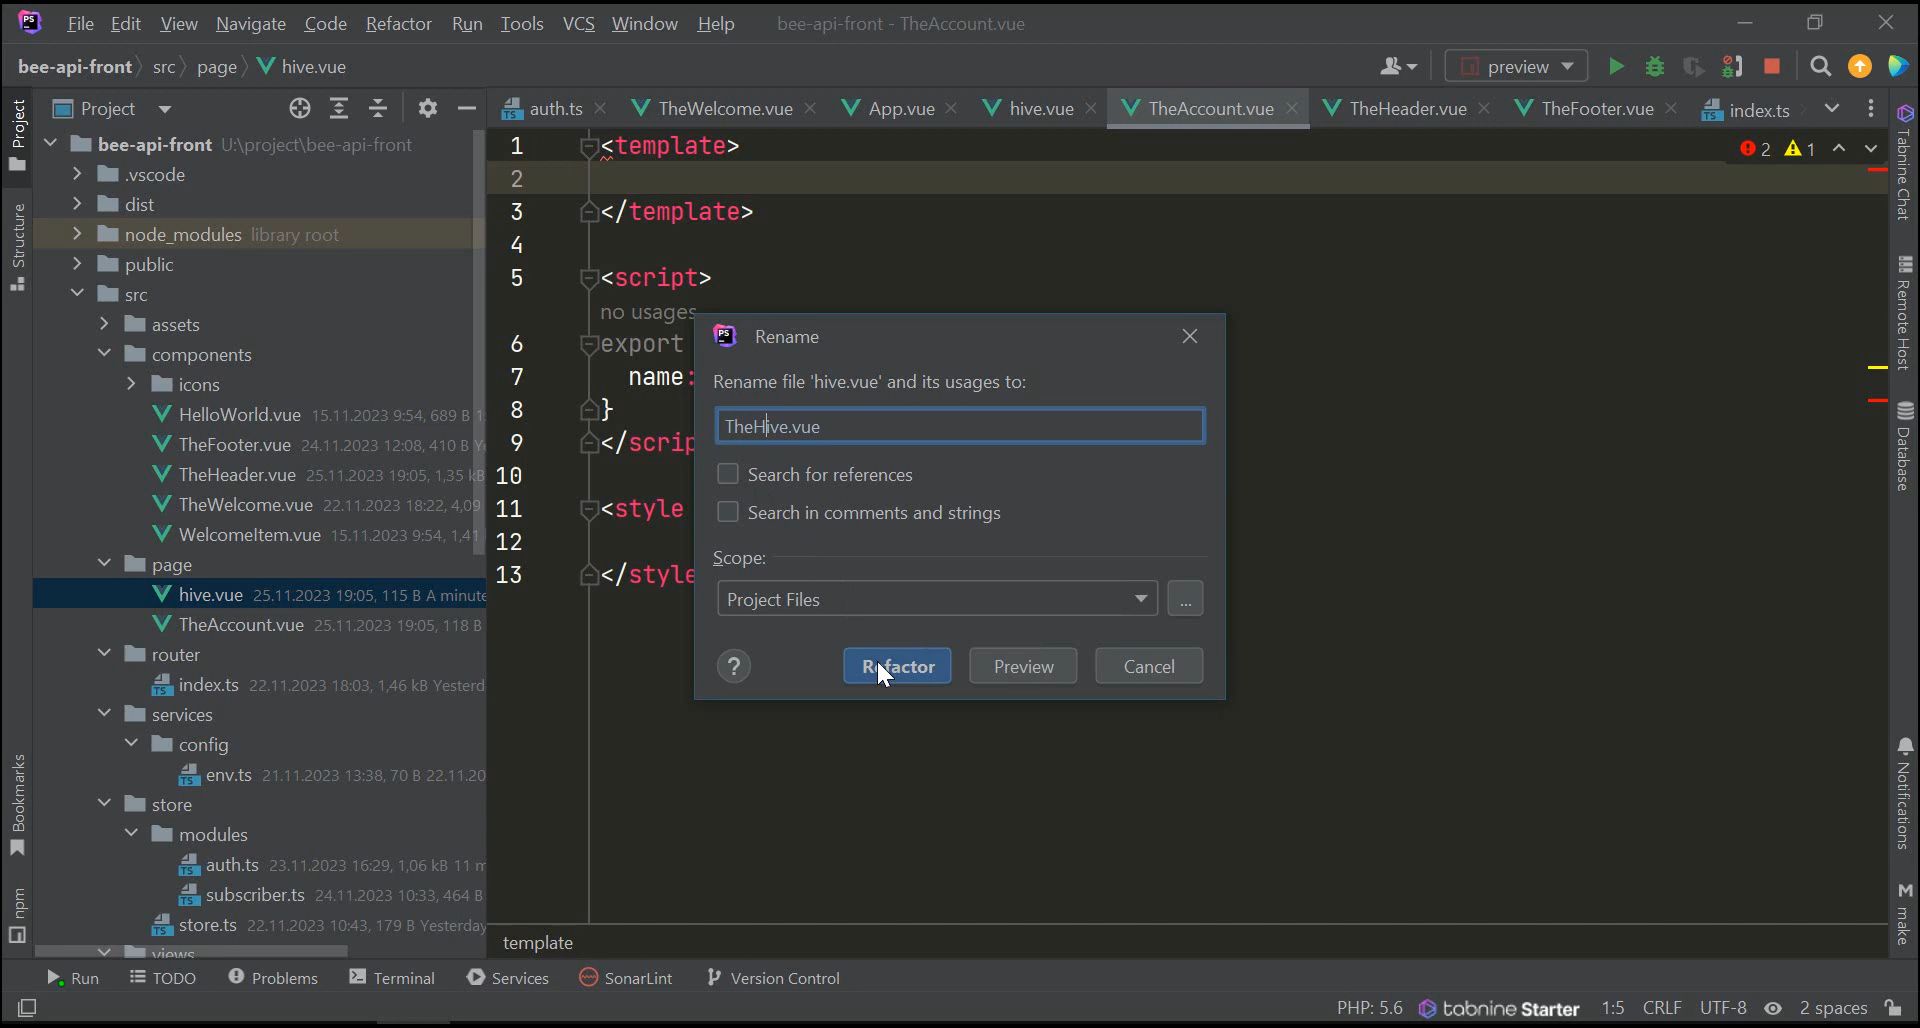 PS File Edit View Navigate Code Refactor Run Tools VCS Window Help bee-api-front - TheAccount.vue
bee-api-front src page hive.vue preview
Project
auth.ts TheWelcome.vue App.vue hive.vue TheAccount.vue TheHeader.vue TheFooter.vue index.ts
bee-api-front U:\project\bee-api-front
.vscode
dist
node_modules library root
public
src
assets
components
icons
HelloWorld.vue 15.11.2023 9:54, 689 B
TheFooter.vue 24.11.2023 12:08, 410 B
TheHeader.vue 25.11.2023 19:05, 1,35 kB
TheWelcome.vue 22.11.2023 18:22, 4,09
WelcomeItem.vue 15.11.2023 9:54, 1,41
page
hive.vue 25.11.2023 19:05, 115 B A minute
TheAccount.vue 25.11.2023 19:05, 118 B
router
index.ts 22.11.2023 18:03, 1,46 kB Yesterd
services
config
env.ts 21.11.2023 13:38, 70 B 22.11.20
store
modules
auth.ts 23.11.2023 16:29, 1,06 kB 11 m
subscriber.ts 24.11.2023 10:33, 464 B
store.ts 22.11.2023 10:43, 179 B Yesterday
views
1 <template>
2
3 </template>
4
5 <script>
no usages
6 export
7 name:
8 }
9 </scrip
10
11 <style
12
13 </style
2 1
PS Rename
Rename file 'hive.vue' and its usages to:
TheHive.vue
Search for references
Search in comments and strings
Scope:
Project Files ...
? Refactor Preview Cancel
template
Project
Structure
Bookmarks
npm
Tabnine Chat
Remote Host
Database
Notifications
M make
Run TODO Problems Terminal Services SonarLint Version Control
PHP: 5.6 tabnine Starter 1:5 CRLF UTF-8 2 spaces